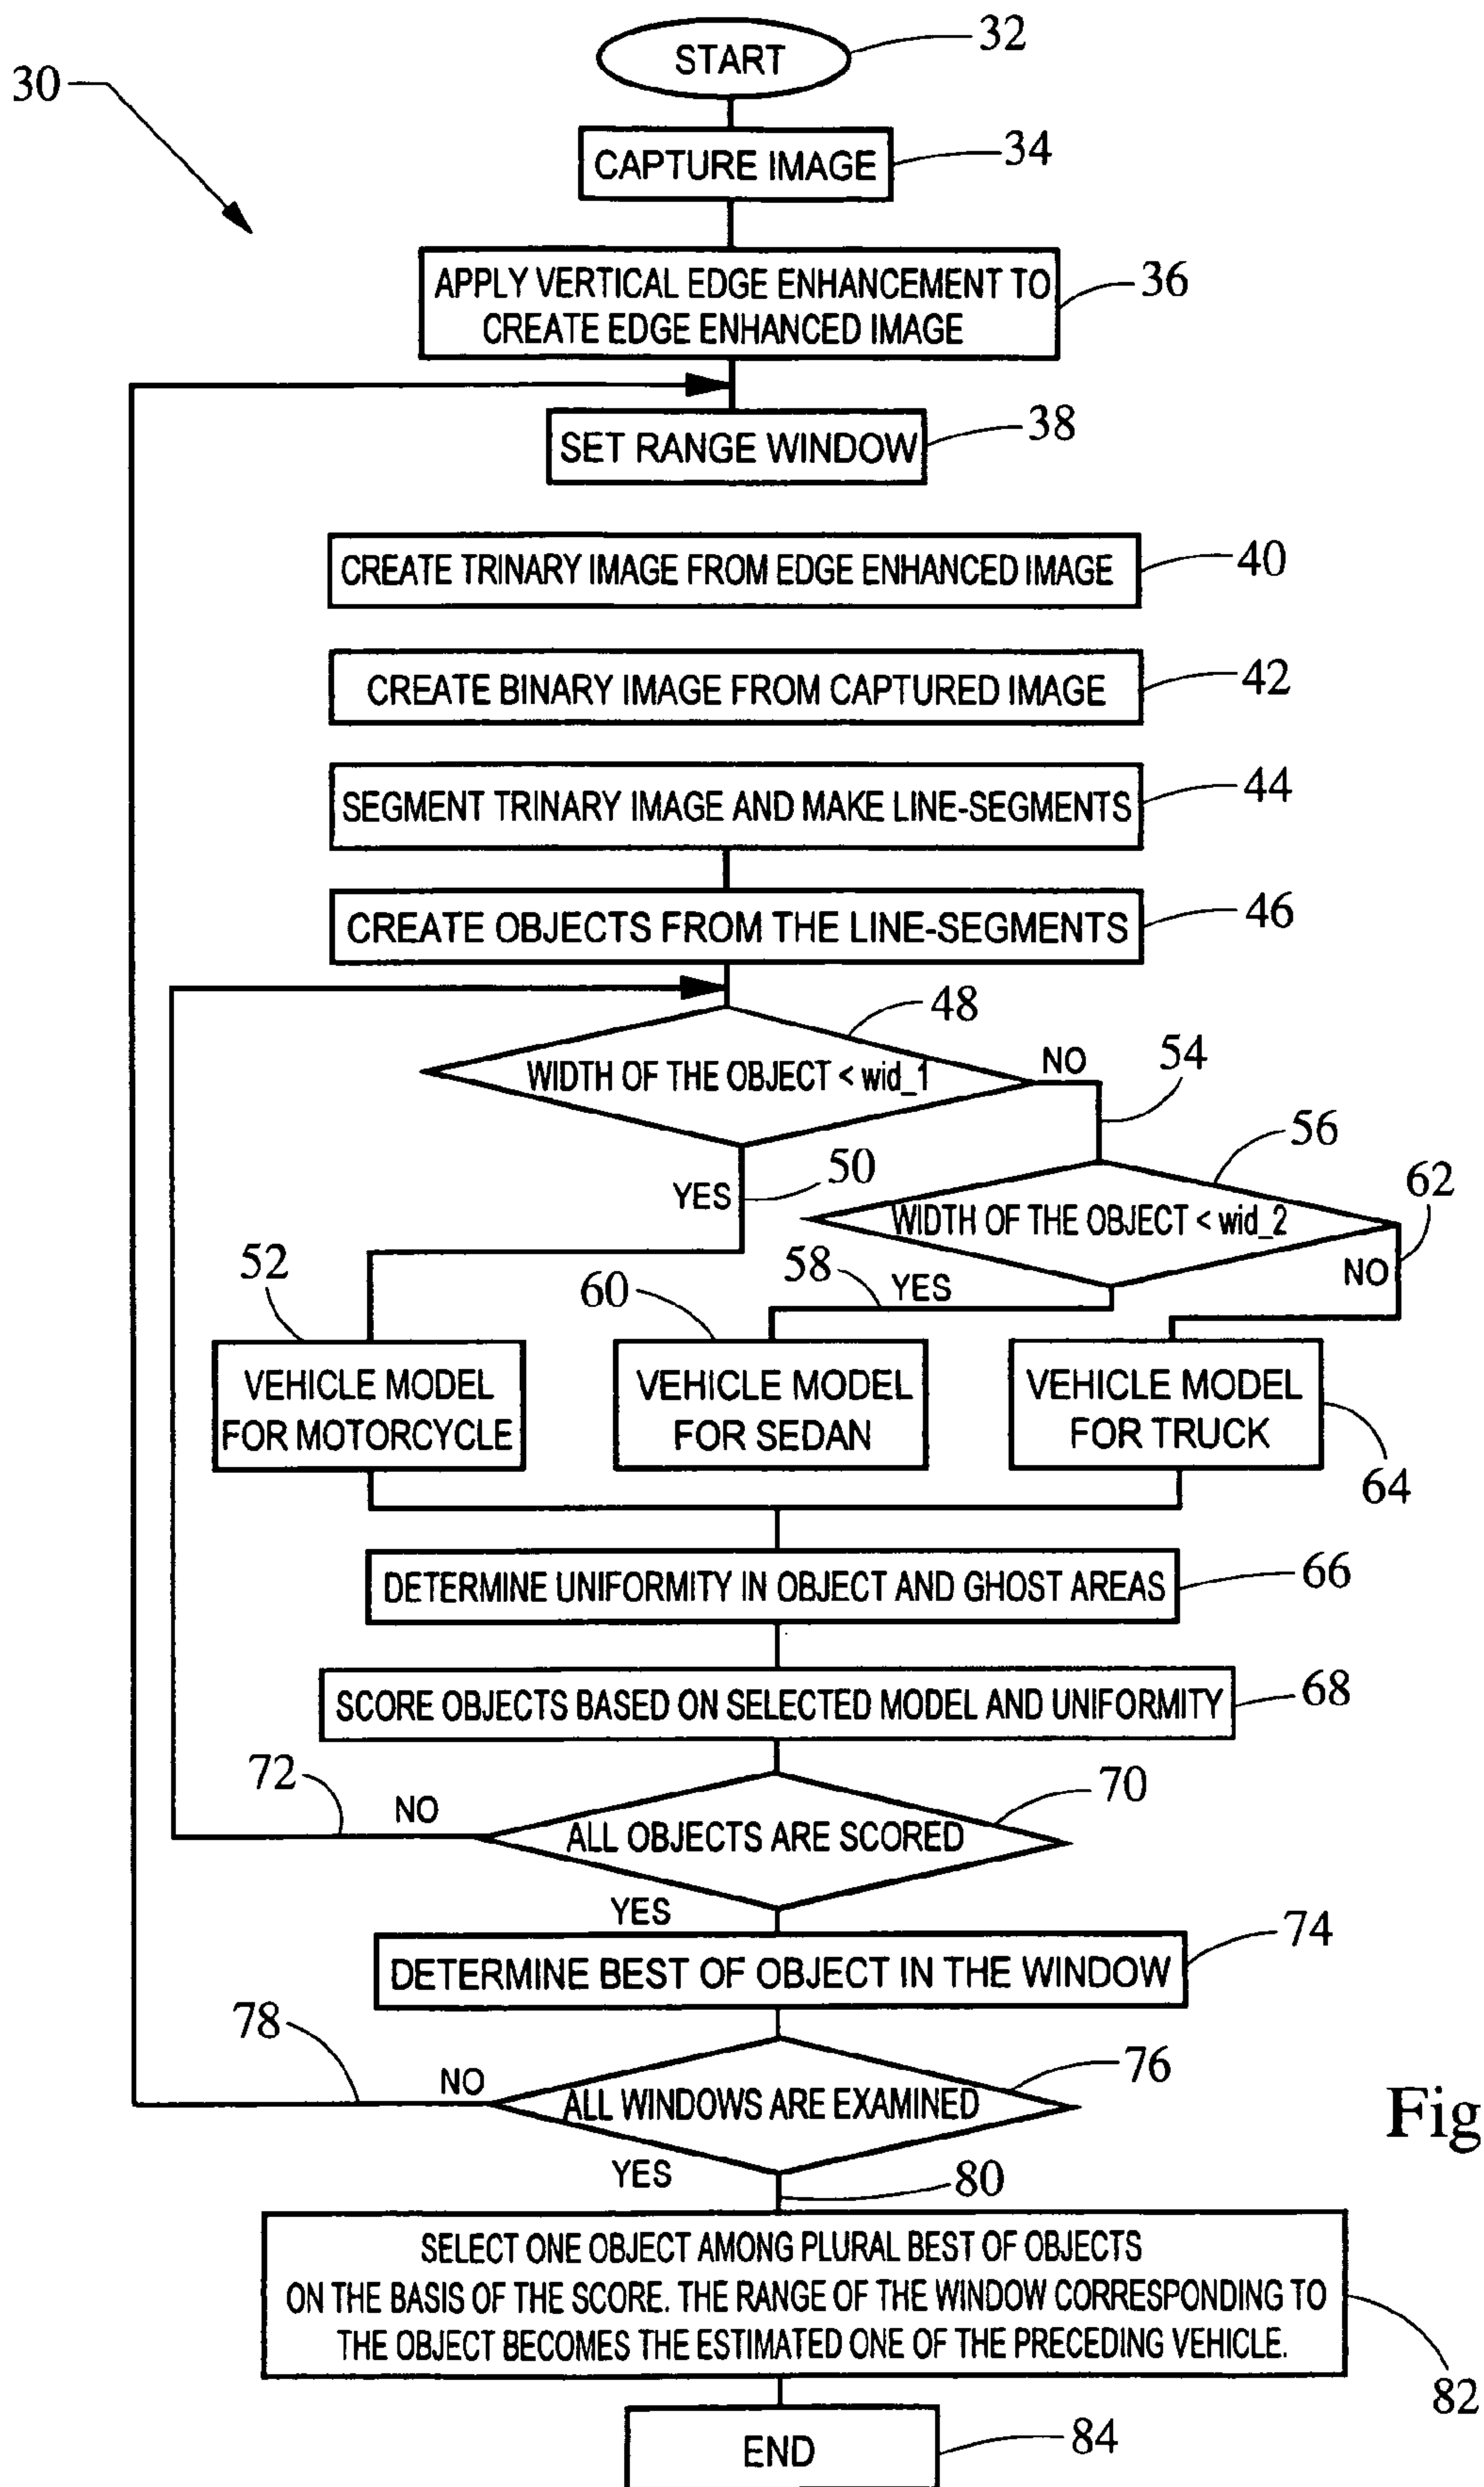 START
32
30
CAPTURE IMAGE
34
APPLY VERTICAL EDGE ENHANCEMENT TO
CREATE EDGE ENHANCED IMAGE
36
SET RANGE WINDOW
38
CREATE TRINARY IMAGE FROM EDGE ENHANCED IMAGE
40
CREATE BINARY IMAGE FROM CAPTURED IMAGE
42
SEGMENT TRINARY IMAGE AND MAKE LINE-SEGMENTS
44
CREATE OBJECTS FROM THE LINE-SEGMENTS
46
48
WIDTH OF THE OBJECT < wid_1
NO
54
YES
50
56
WIDTH OF THE OBJECT < wid_2
62
NO
58
YES
52
60
VEHICLE MODEL
FOR MOTORCYCLE
VEHICLE MODEL
FOR SEDAN
VEHICLE MODEL
FOR TRUCK
64
DETERMINE UNIFORMITY IN OBJECT AND GHOST AREAS
66
SCORE OBJECTS BASED ON SELECTED MODEL AND UNIFORMITY
68
72
NO
70
ALL OBJECTS ARE SCORED
YES
74
DETERMINE BEST OF OBJECT IN THE WINDOW
78
NO
76
ALL WINDOWS ARE EXAMINED
Fig
YES
80
SELECT ONE OBJECT AMONG PLURAL BEST OF OBJECTS
ON THE BASIS OF THE SCORE. THE RANGE OF THE WINDOW CORRESPONDING TO
THE OBJECT BECOMES THE ESTIMATED ONE OF THE PRECEDING VEHICLE.
82
END
84